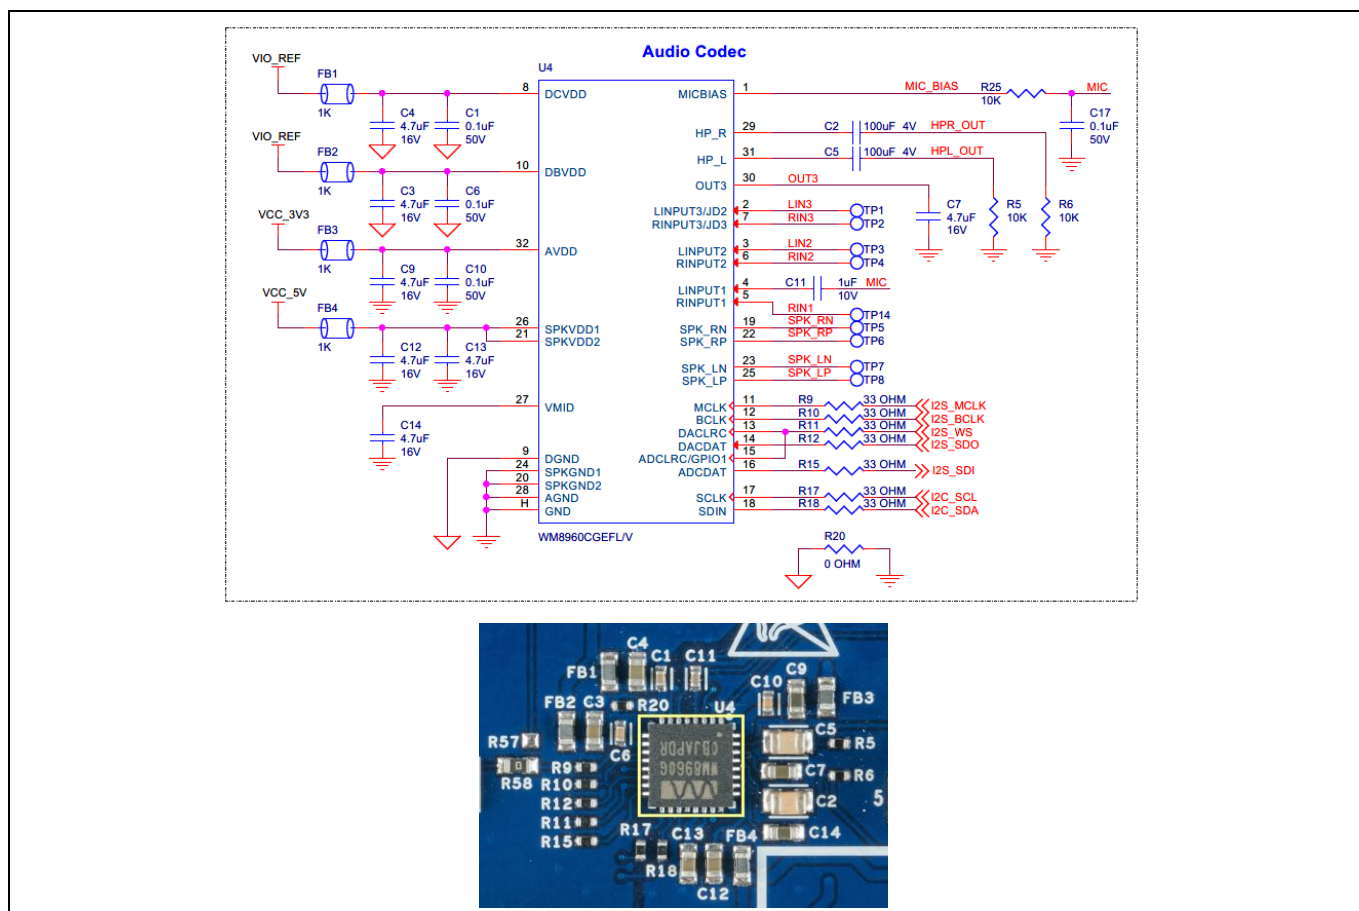 Audio Codec
U4
VIO_REF
FB1
1K
C4
4.7uF
16V
C1
0.1uF
50V
8
DCVDD
VIO_REF
FB2
1K
C3
4.7uF
16V
C6
0.1uF
50V
10
DBVDD
VCC_3V3
FB3
1K
C9
4.7uF
16V
C10
0.1uF
50V
32
AVDD
VCC_5V
FB4
1K
C12
4.7uF
16V
C13
4.7uF
16V
26
SPKVDD1
21
SPKVDD2
C14
4.7uF
16V
27
VMID
9
DGND
24
SPKGND1
20
SPKGND2
28
AGND
H
GND
WM8960CGEFL/V
MICBIAS
1
MIC_BIAS
R25
10K
MIC
C17
0.1uF
50V
HP_R
29
C2
100uF 4V
HPR_OUT
HP_L
31
C5
100uF 4V
HPL_OUT
OUT3
30
OUT3
C7
4.7uF
16V
R5
10K
R6
10K
LINPUT3/JD2
2
LIN3
TP1
RINPUT3/JD3
7
RIN3
TP2
LINPUT2
3
LIN2
TP3
RINPUT2
6
RIN2
TP4
LINPUT1
4
C11
1uF
10V
MIC
RINPUT1
5
RIN1
TP14
SPK_RN
19
SPK_RN
TP5
SPK_RP
22
SPK_RP
TP6
SPK_LN
23
SPK_LN
TP7
SPK_LP
25
SPK_LP
TP8
MCLK
11
R9
33 OHM
I2S_MCLK
BCLK
12
R10
33 OHM
I2S_BCLK
DACLRC
13
R11
33 OHM
I2S_WS
DACDAT
14
R12
33 OHM
I2S_SDO
ADCLRC/GPIO1
15
ADCDAT
16
R15
33 OHM
I2S_SDI
SCLK
17
R17
33 OHM
I2C_SCL
SDIN
18
R18
33 OHM
I2C_SDA
R20
0 OHM
C4
FB1
C1
C11
C9
C10
FB3
FB2
C3
R20
U4
C6
R57
R58
C5
R5
C7
R6
C2
5
C14
R9
R10
R12
R11
R15
WM8960G
CBJAPDR
R17
R18
C13
FB4
C12